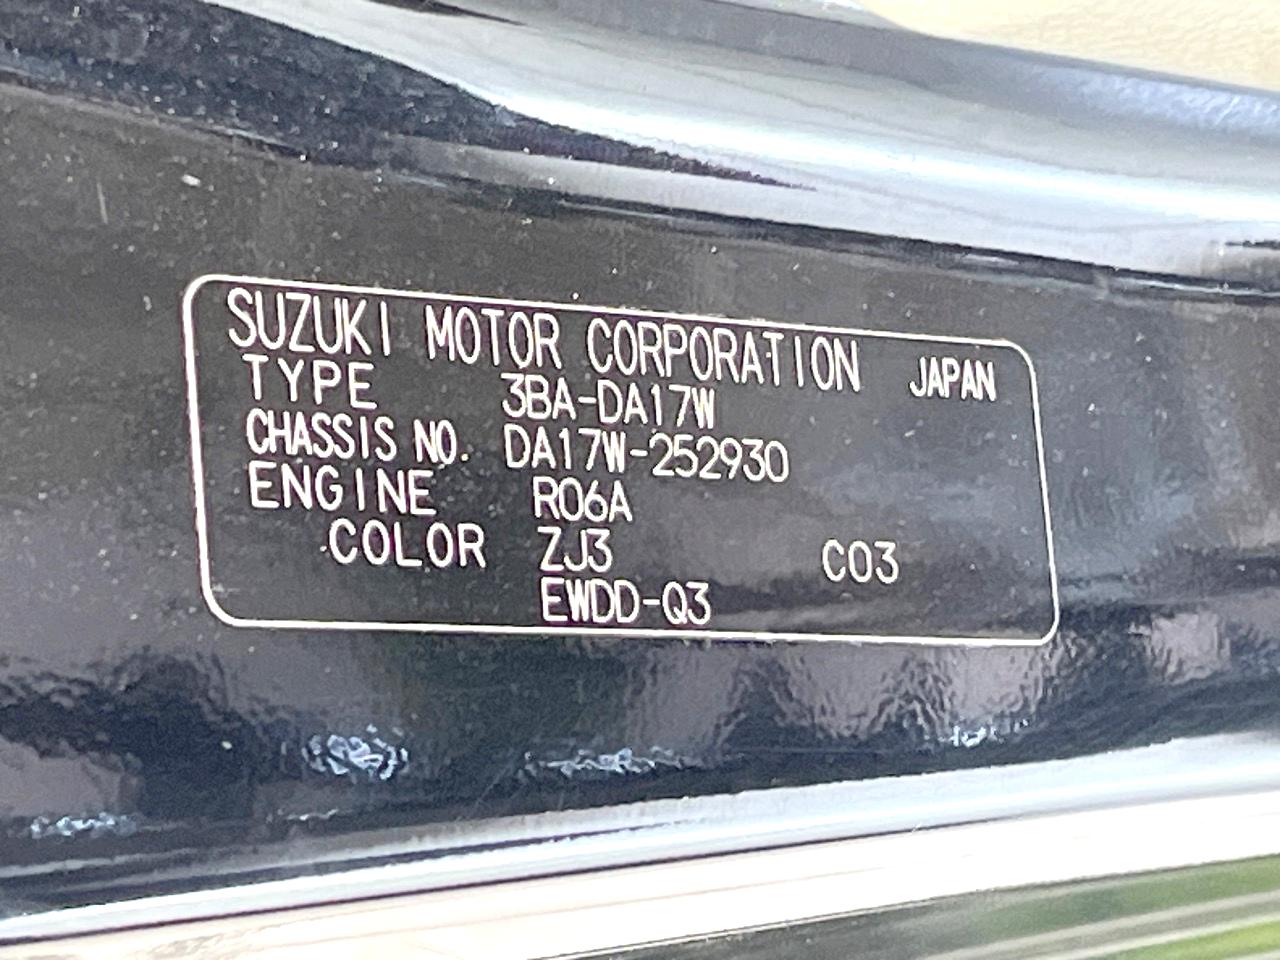 SUZUKI MOTOR CORPORATION JAPAN
TYPE 3BA-DA17W
CHASSIS NO. DA17W-252930
ENGINE R06A
COLOR ZJ3 C03
EWDD-Q3